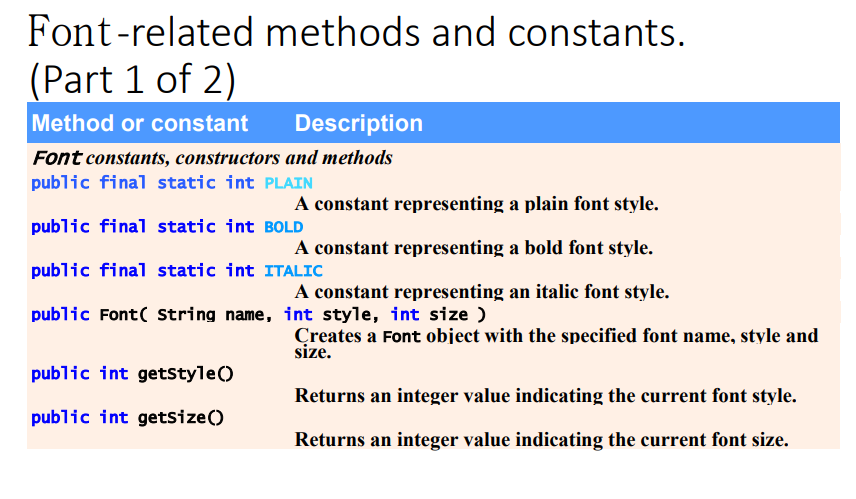 Font-related methods and constants.
(Part 1 of 2)
Method or constant Description
Font constants, constructors and methods
public final static int PLAIN
A constant representing a plain font style.
public final static int BOLD
A constant representing a bold font style.
public final static int ITALIC
A constant representing an italic font style.
public Font( String name, int style, int size )
Creates a Font object with the specified font name, style and
size.
public int getStyle()
Returns an integer value indicating the current font style.
public int getSize()
Returns an integer value indicating the current font size.